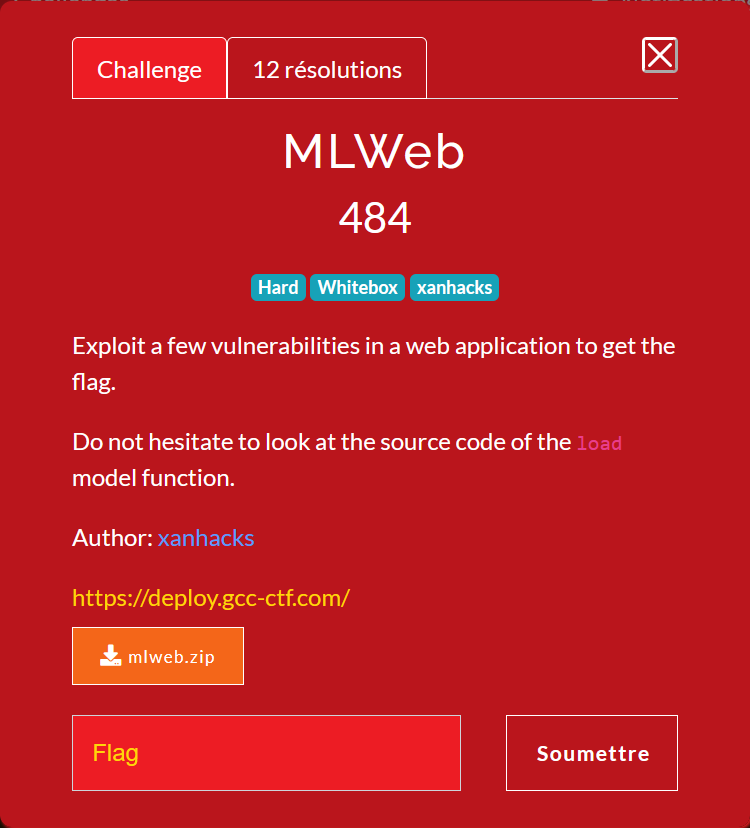 Challenge
12 résolutions
MLWeb
484
Hard Whitebox xanhacks
Exploit a few vulnerabilities in a web application to get the
flag.
Do not hesitate to look at the source code of the load
model function.
Author: xanhacks
https://deploy.gcc-ctf.com/
mlweb.zip
Flag
Soumettre